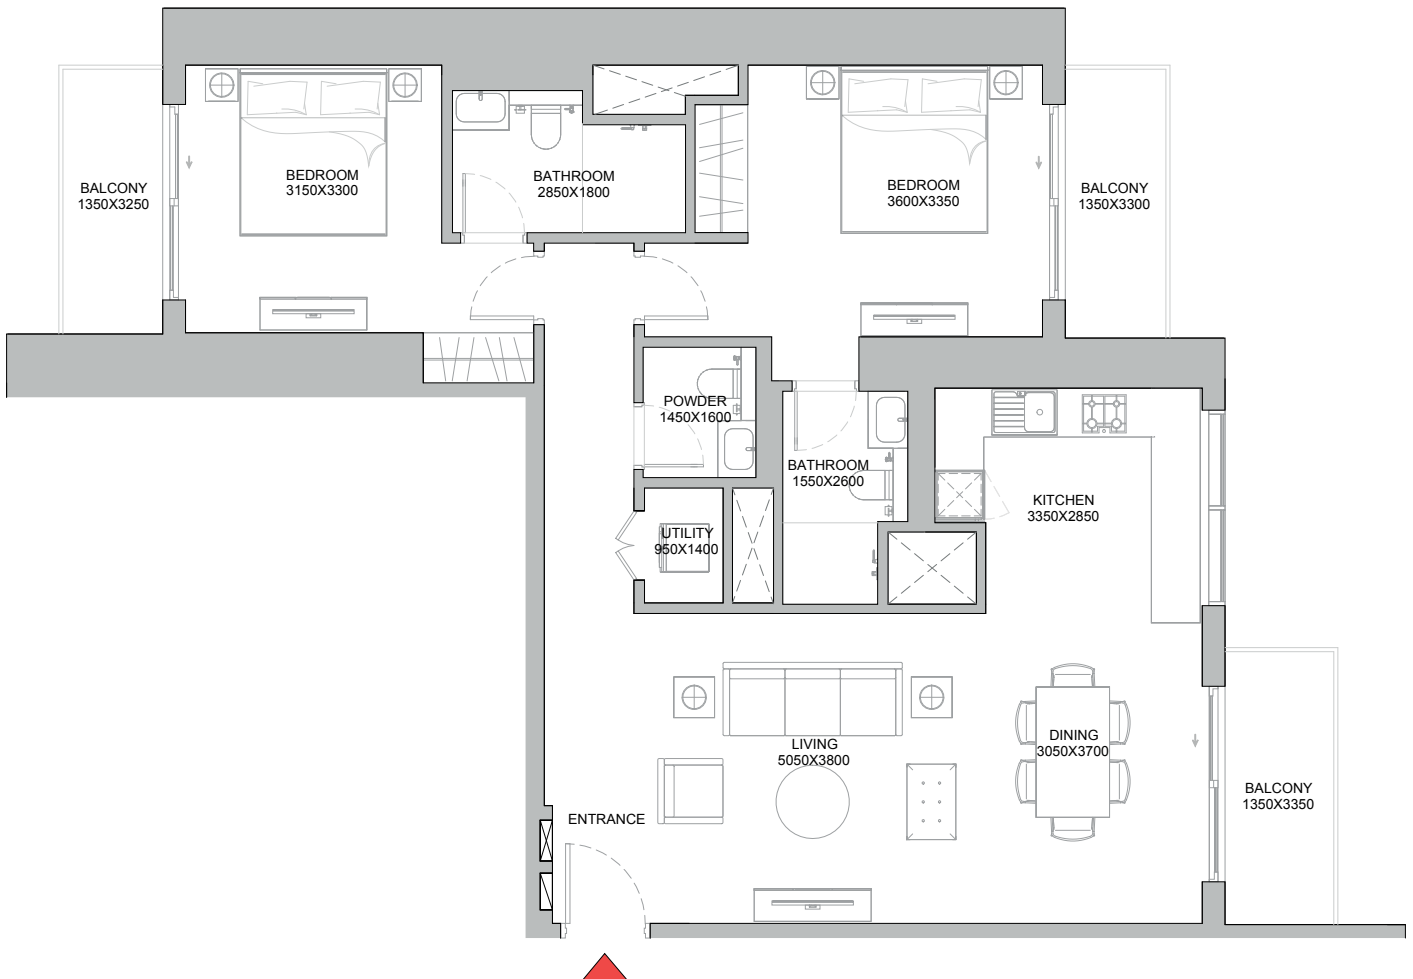 BALCONY
1350X3250
BEDROOM
3150X3300
BATHROOM
2850X1800
BEDROOM
3600X3350
BALCONY
1350X3300
POWDER
1450X1600
BATHROOM
1550X2600
KITCHEN
3350X2850
UTILITY
950X1400
LIVING
5050X3800
DINING
3050X3700
BALCONY
1350X3350
ENTRANCE